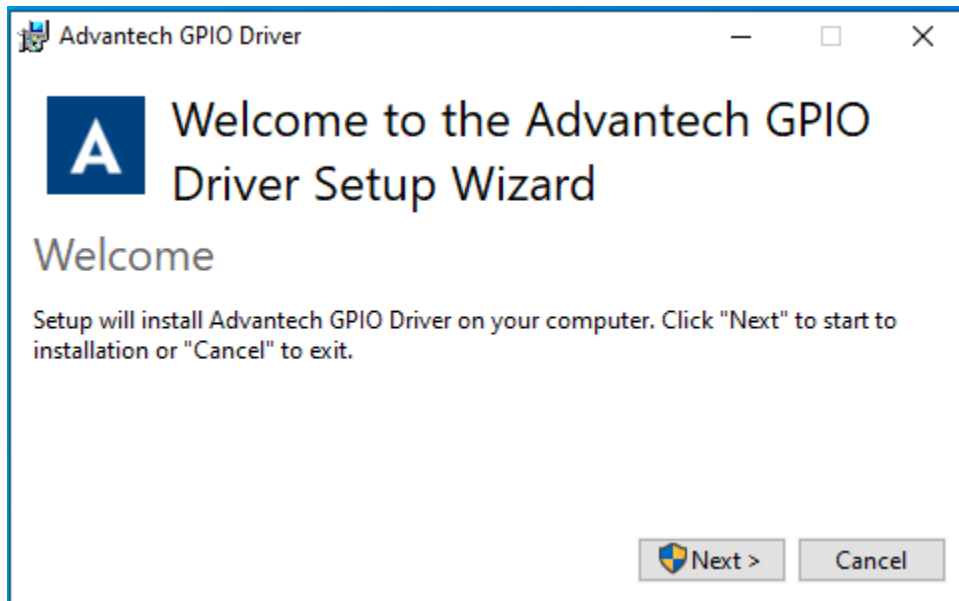 Advantech GPIO Driver
A
Welcome to the Advantech GPIO
Driver Setup Wizard
Welcome
Setup will install Advantech GPIO Driver on your computer. Click "Next" to start to
installation or "Cancel" to exit.
Next >
Cancel